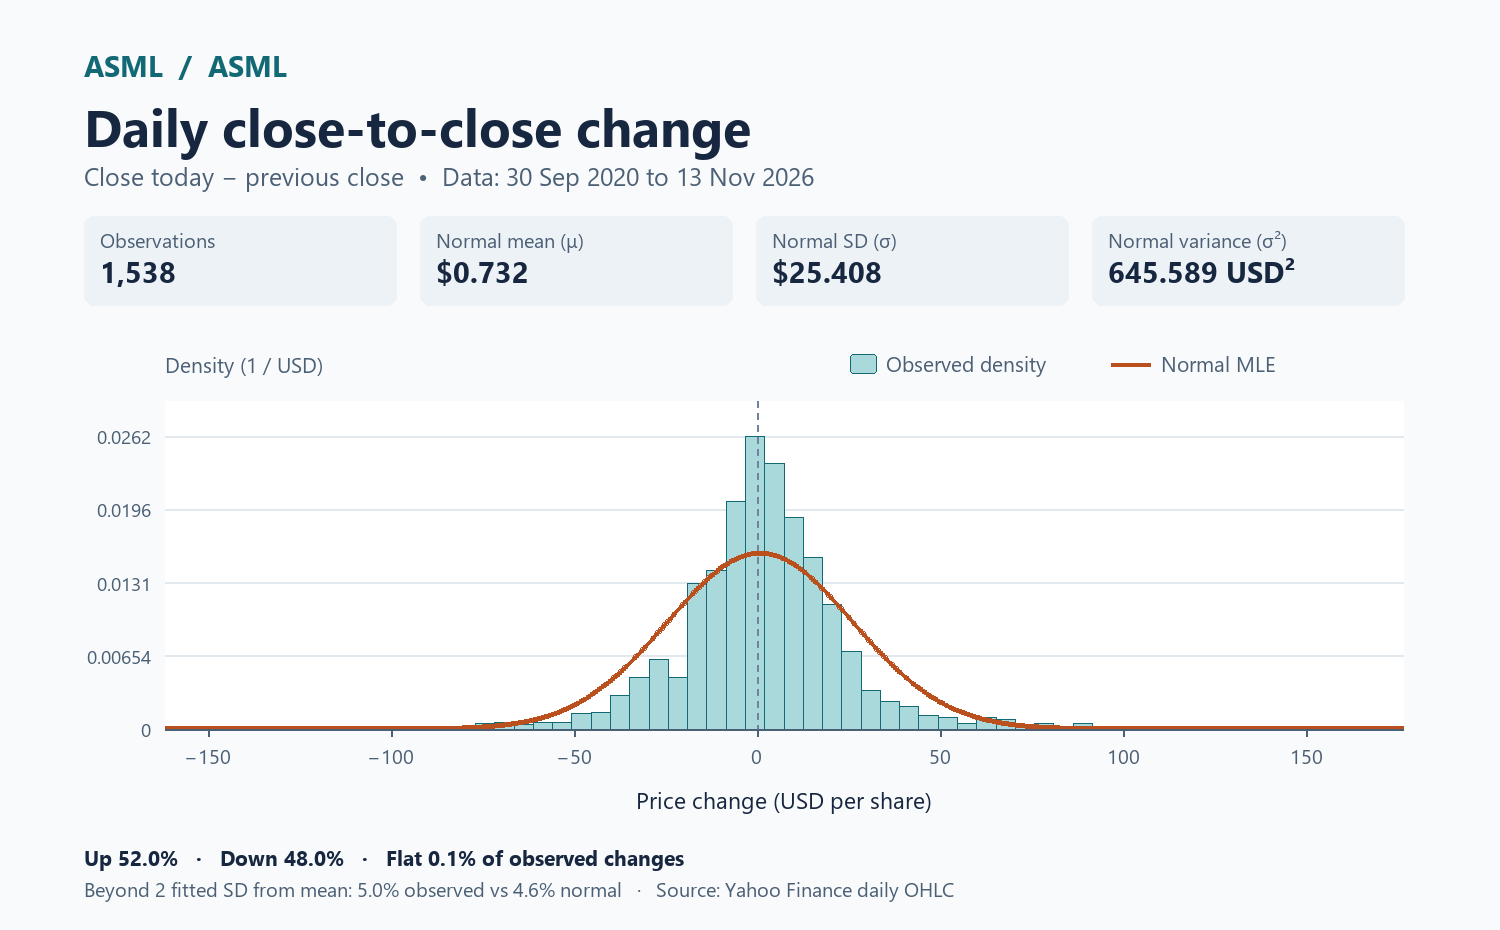 ASML / ASML
Daily close-to-close change
Close today − previous close • Data: 30 Sep 2020 to 13 Nov 2026
Observations
1,538
Normal mean (μ)
$0.732
Normal SD (σ)
$25.408
Normal variance (σ²)
645.589 USD²
Density (1 / USD)
Observed density
Normal MLE
0.0262
0.0196
0.0131
0.00654
0
−150
−100
−50
0
50
100
150
Price change (USD per share)
Up 52.0% · Down 48.0% · Flat 0.1% of observed changes
Beyond 2 fitted SD from mean: 5.0% observed vs 4.6% normal · Source: Yahoo Finance daily OHLC